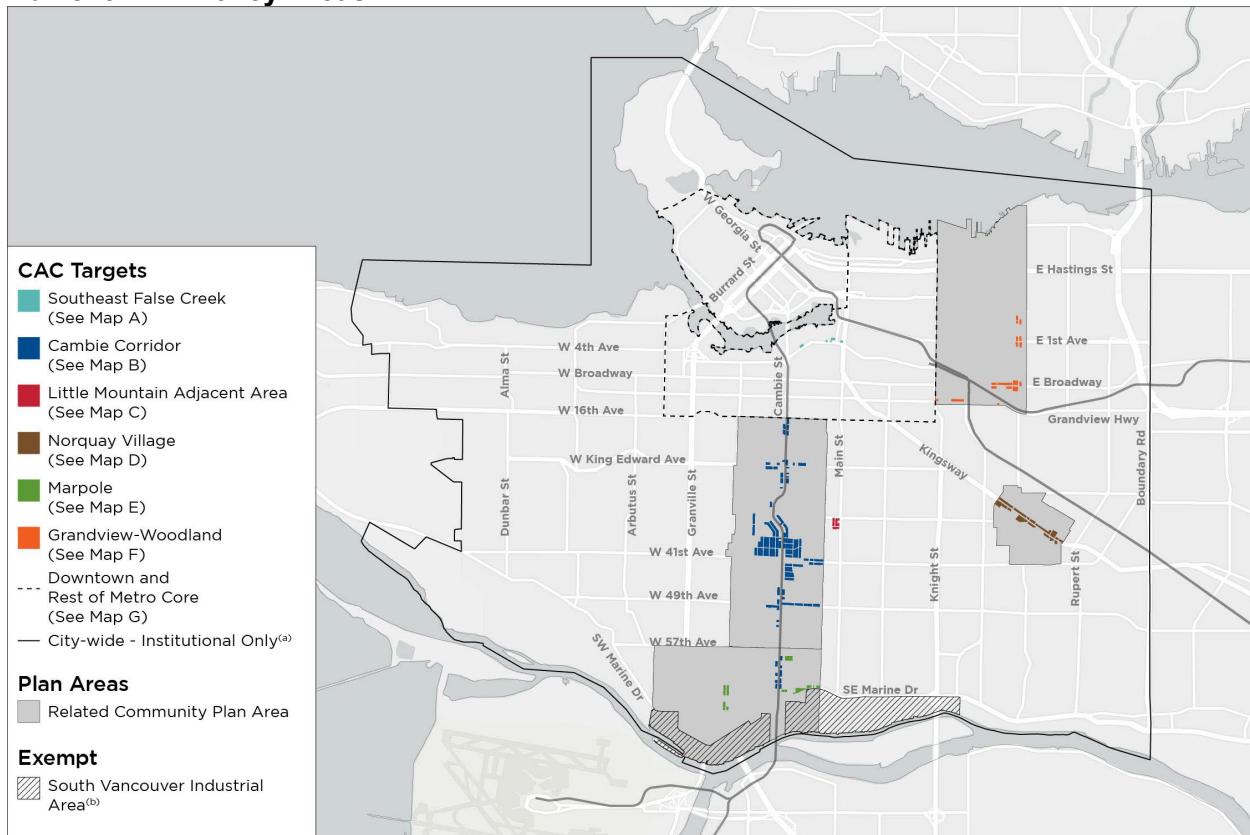 CAC Targets
Southeast False Creek
(See Map A)
Cambie Corridor
(See Map B)
Little Mountain Adjacent Area
(See Map C)
Norquay Village
(See Map D)
Marpole
(See Map E)
Grandview-Woodland
(See Map F)
Downtown and
Rest of Metro Core
(See Map G)
City-wide - Institutional Only(a)
Plan Areas
Related Community Plan Area
Exempt
South Vancouver Industrial
Area(b)
W Georgia St
Burrard St
E Hastings St
W 4th Ave
E 1st Ave
W Broadway
E Broadway
Alma St
Cambie St
W 16th Ave
Grandview Hwy
W King Edward Ave
Main St
Kingsway
Boundary Rd
Dunbar St
Arbutus St
Granville St
W 41st Ave
Knight St
Rupert St
W 49th Ave
W 57th Ave
SW Marine Dr
SE Marine Dr